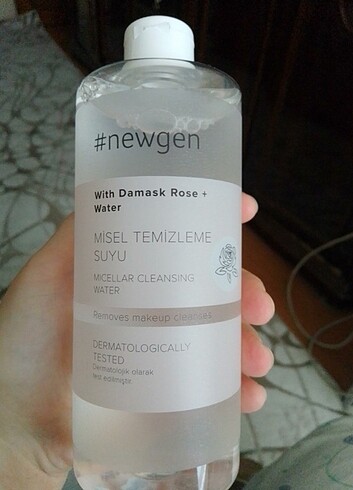 #newgen
With Damask Rose +
Water
MİSEL TEMİZLEME
SUYU
MICELLAR CLEANSING
WATER
Removes makeup cleanses
DERMATOLOGICALLY
TESTED
Dermatolojik olarak
test edilmiştir.